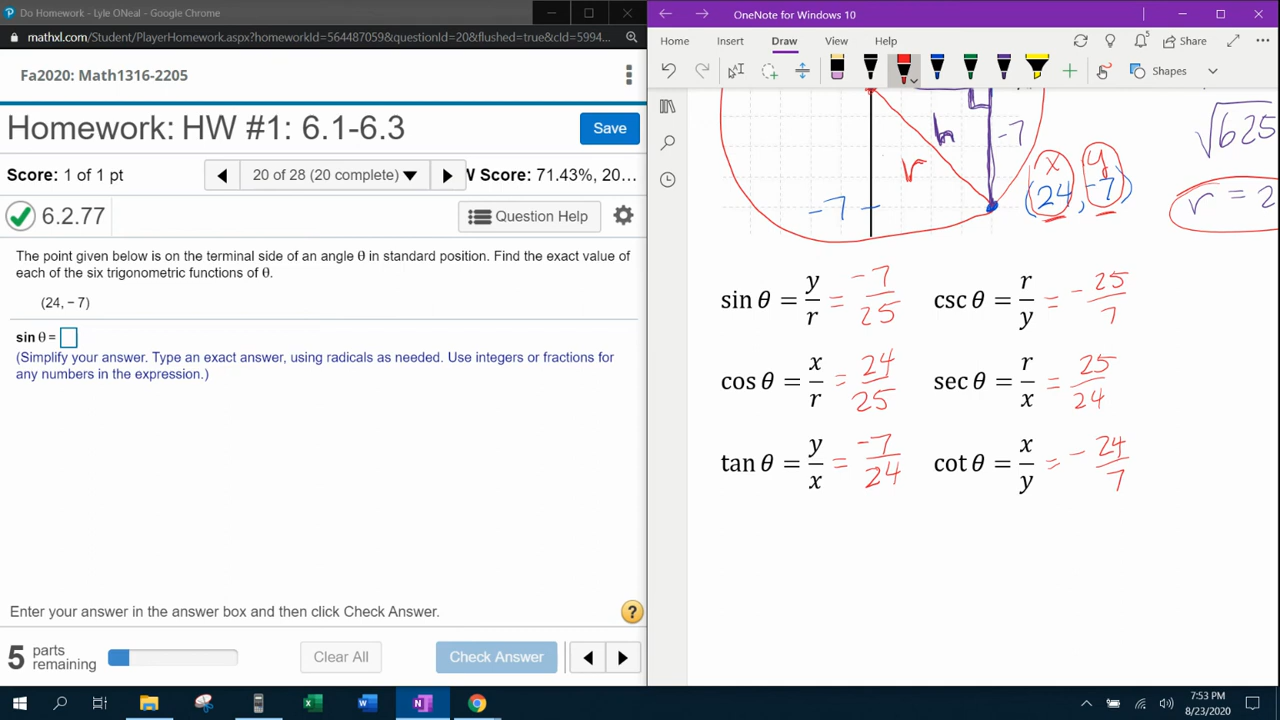 Do Homework - Lyle ONeal - Google Chrome
mathxl.com/Student/PlayerHomework.aspx?homeworkId=564487059&questionId=20&flushed=true&cId=5994...
Fa2020: Math1316-2205
Homework: HW #1: 6.1-6.3
Save
Score: 1 of 1 pt
20 of 28 (20 complete)
W Score: 71.43%, 20...
6.2.77
Question Help
The point given below is on the terminal side of an angle θ in standard position. Find the exact value of
each of the six trigonometric functions of θ.
(24, − 7)
sin θ =
(Simplify your answer. Type an exact answer, using radicals as needed. Use integers or fractions for
any numbers in the expression.)
Enter your answer in the answer box and then click Check Answer.
?
5 parts remaining
Clear All
Check Answer
OneNote for Windows 10
Home Insert Draw View Help
Share
Shapes
h
-7
r
x y
(24, -7)
-7
√625
r = 2
sin θ = y/r = -7/25
csc θ = r/y = -25/7
cos θ = x/r = 24/25
sec θ = r/x = 25/24
tan θ = y/x = -7/24
cot θ = x/y = -24/7
7:53 PM
8/23/2020